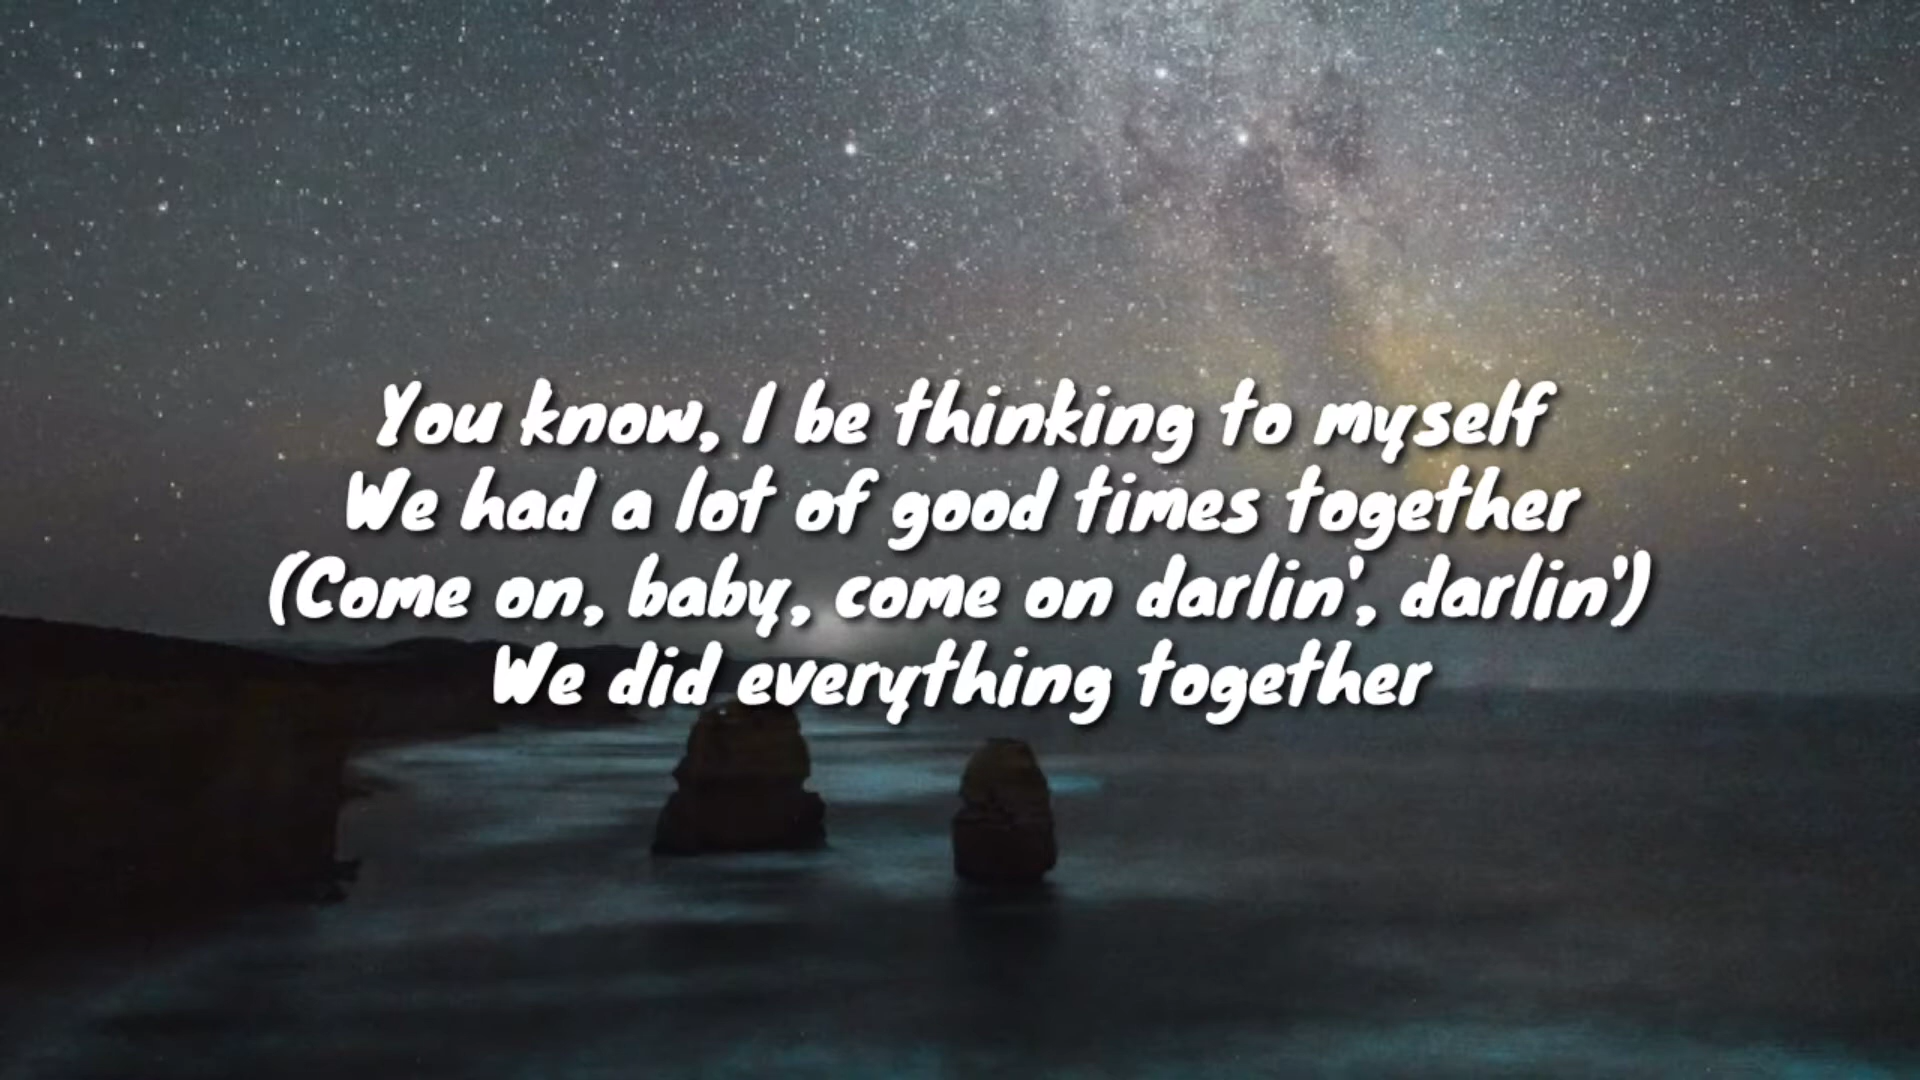 You know, I be thinking to myself
We had a lot of good times together
(Come on, baby, come on darlin', darlin')
We did everything together